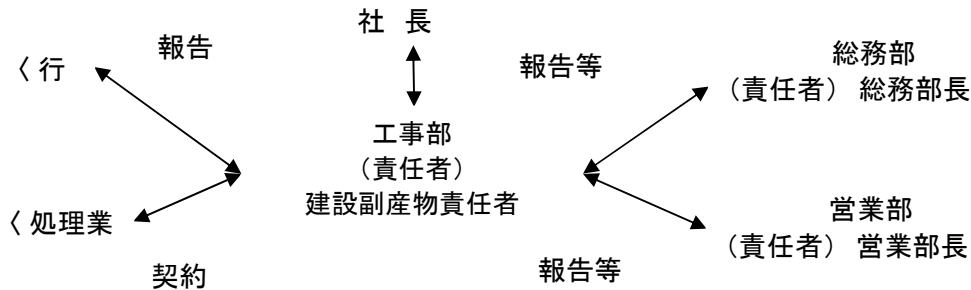 社 長
報告
〈 行
報告等
総務部
（責任者） 総務部長
工事部
（責任者）
建設副産物責任者
〈 処理業
契約
報告等
営業部
（責任者） 営業部長